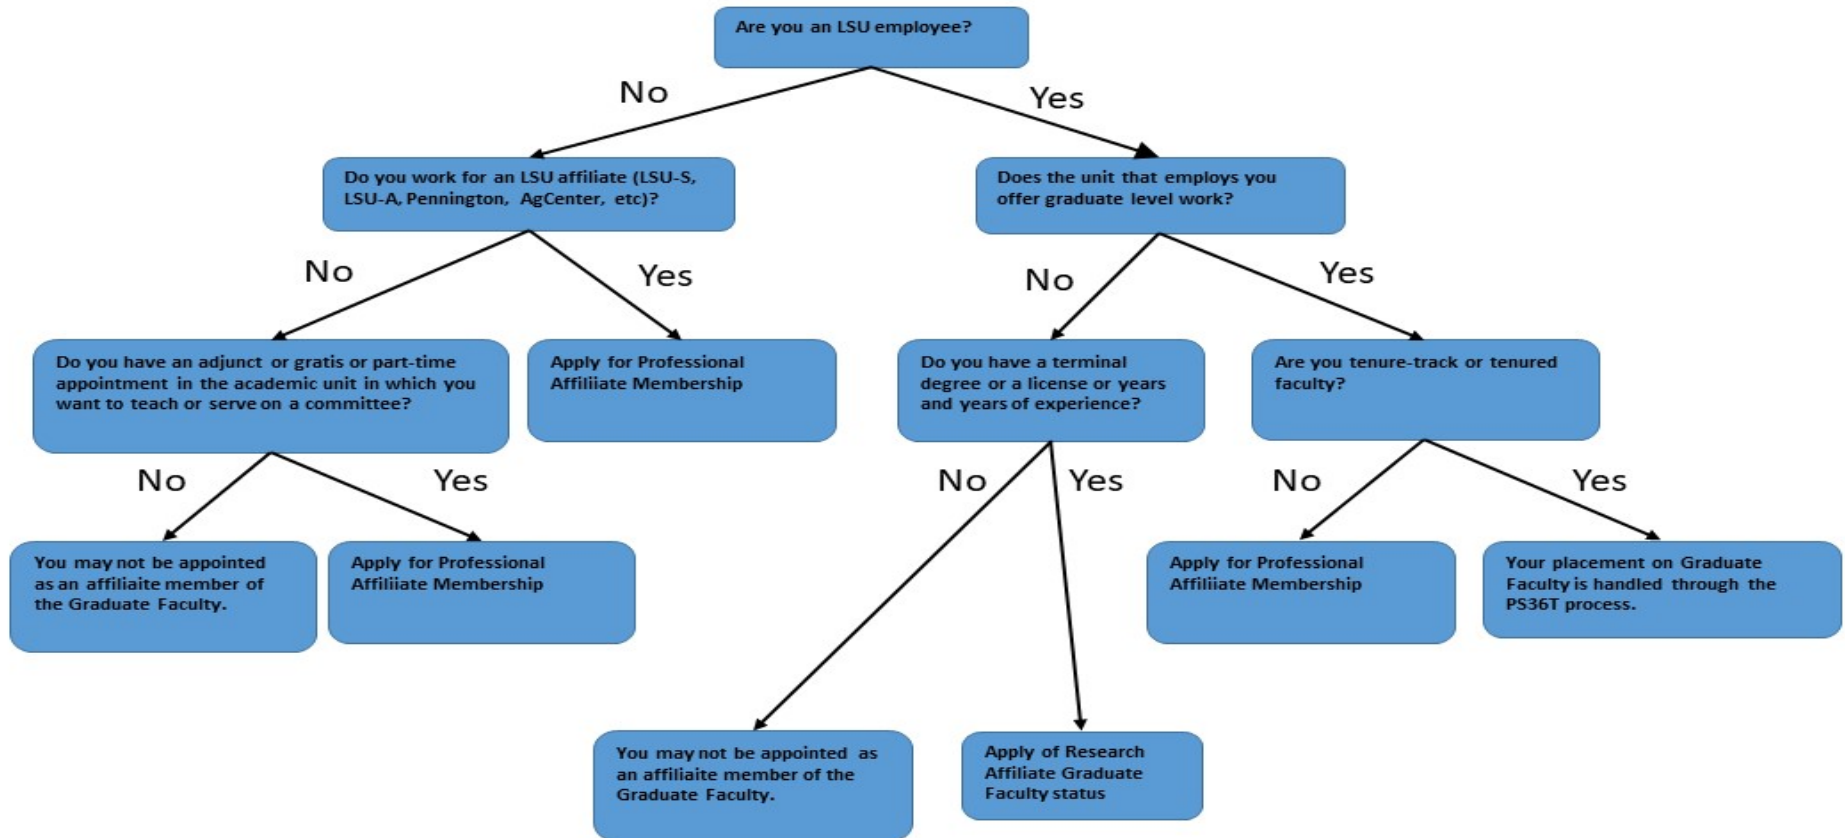 Are you an LSU employee?
No
Yes
Do you work for an LSU affiliate (LSU-S,
LSU-A, Pennington, AgCenter, etc)?
Does the unit that employs you
offer graduate level work?
No
Yes
No
Yes
Do you have an adjunct or gratis or part-time
appointment in the academic unit in which you
want to teach or serve on a committee?
Apply for Professional
Affiliiate Membership
Do you have a terminal
degree or a license or years
and years of experience?
Are you tenure-track or tenured
faculty?
No
Yes
No
Yes
No
Yes
You may not be appointed
as an affiliaite member of
the Graduate Faculty.
Apply for Professional
Affiliiate Membership
Apply for Professional
Affiliiate Membership
Your placement on Graduate
Faculty is handled through the
PS36T process.
You may not be appointed as
an affiliaite member of the
Graduate Faculty.
Apply of Research
Affiliate Graduate
Faculty status